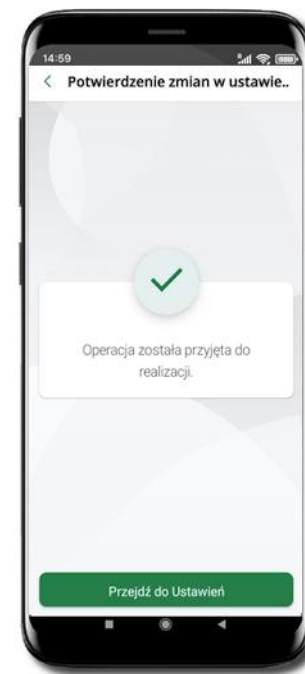 14:59
Potwierdzenie zmian w ustawie..
Operacja została przyjęta do
realizacji.
Przejdź do Ustawień